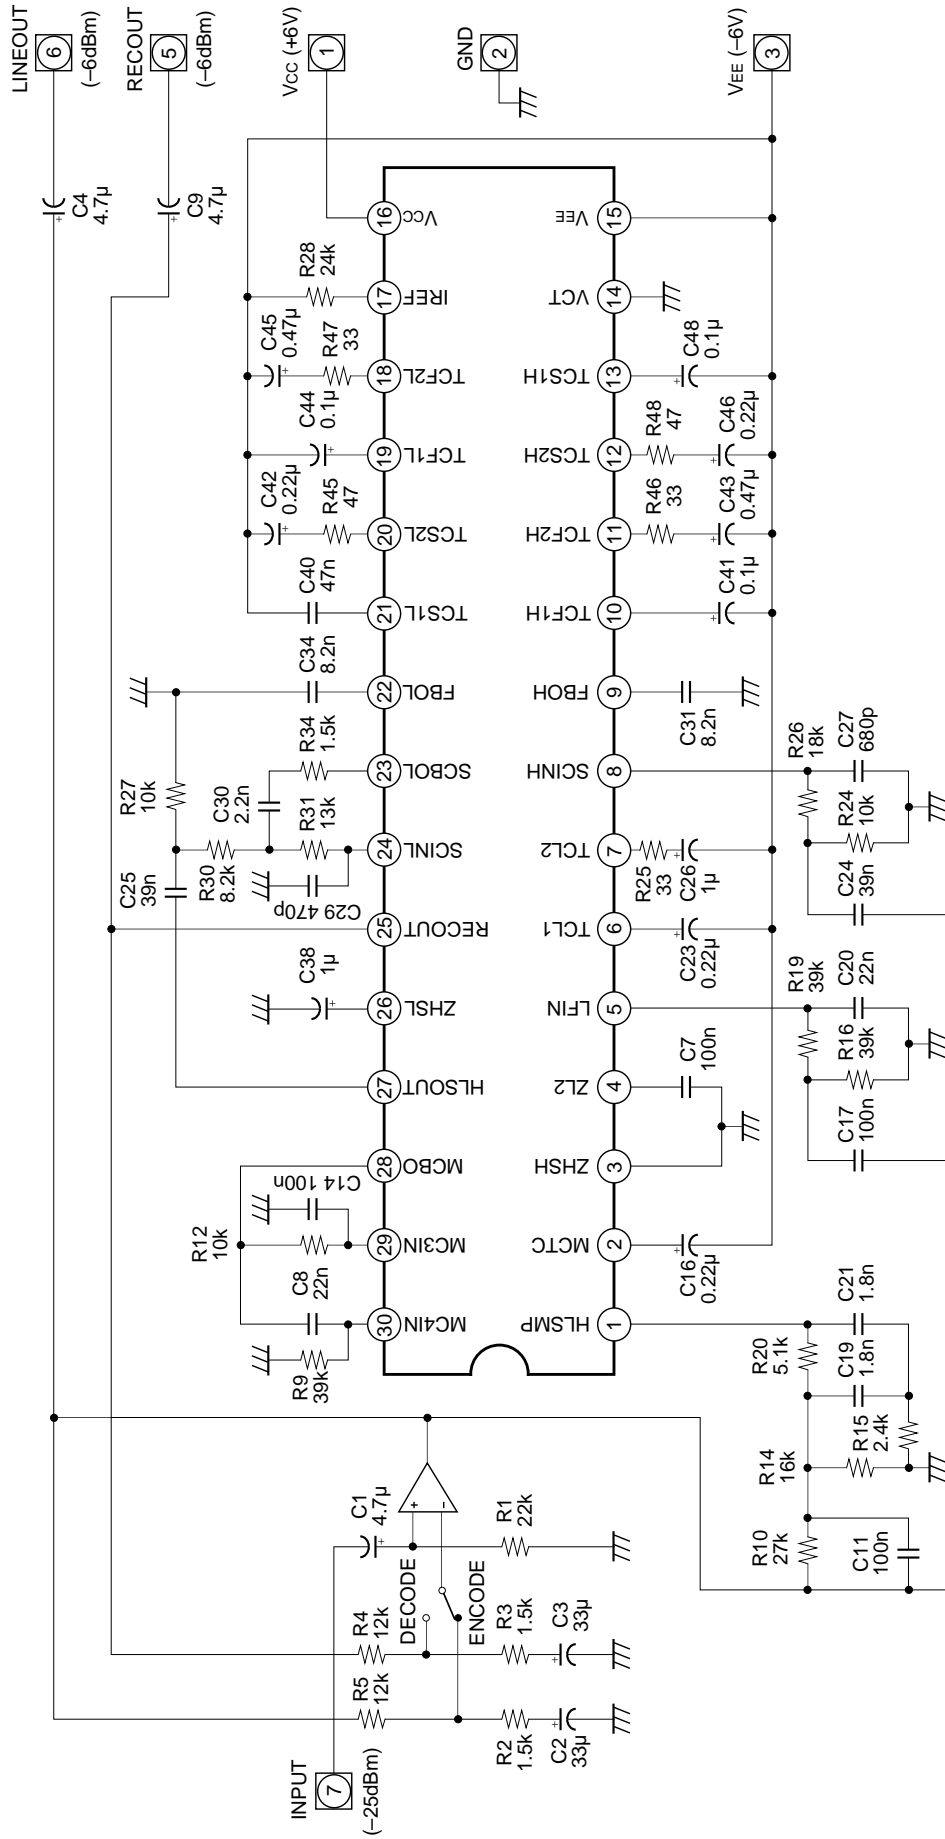 LINEOUT
6
(–6dBm)
RECOUT
5
(–6dBm)
VCC (+6V)
1
GND
2
VEE (–6V)
3
C4
4.7µ
+
C9
4.7µ
+
16
VCC
15
VEE
R28
24k
17
IREF
14
VCT
C45
0.47µ
+
R47
33
18
TCF2L
13
TCS1H
+
C48
0.1µ
C44
0.1µ
+
19
TCF1L
12
TCS2H
R48
47
+
C46
0.22µ
C42
0.22µ
+
R45
47
20
TCS2L
11
TCF2H
R46
33
+
C43
0.47µ
C40
47n
21
TCS1L
10
TCF1H
+
C41
0.1µ
C34
8.2n
22
FBOL
9
FBOH
C31
8.2n
R27
10k
C30
2.2n
R34
1.5k
23
SCBOL
8
SCINH
R26
18k
C27
680p
C25
39n
R30
8.2k
R31
13k
C29 470p
24
SCINL
7
TCL2
R25
33
+
C26
1µ
R24
10k
C24
39n
25
RECOUT
6
TCL1
+
C23
0.22µ
C38
1µ
+
26
ZHSL
5
LFIN
R19
39k
C20
22n
27
HLSOUT
4
ZL2
C7
100n
R16
39k
C17
100n
28
MCBO
3
ZHSH
R12
10k
C14 100n
C8
22n
29
MC3IN
2
MCTC
+
C16
0.22µ
R9
39k
30
MC4IN
1
HLSMP
R20
5.1k
C21
1.8n
C19
1.8n
R14
16k
R15
2.4k
R10
27k
C11
100n
C1
4.7µ
+
+
–
R1
22k
DECODE
ENCODE
R4
12k
R5
12k
R3
1.5k
+
C3
33µ
R2
1.5k
+
C2
33µ
INPUT
7
(–25dBm)